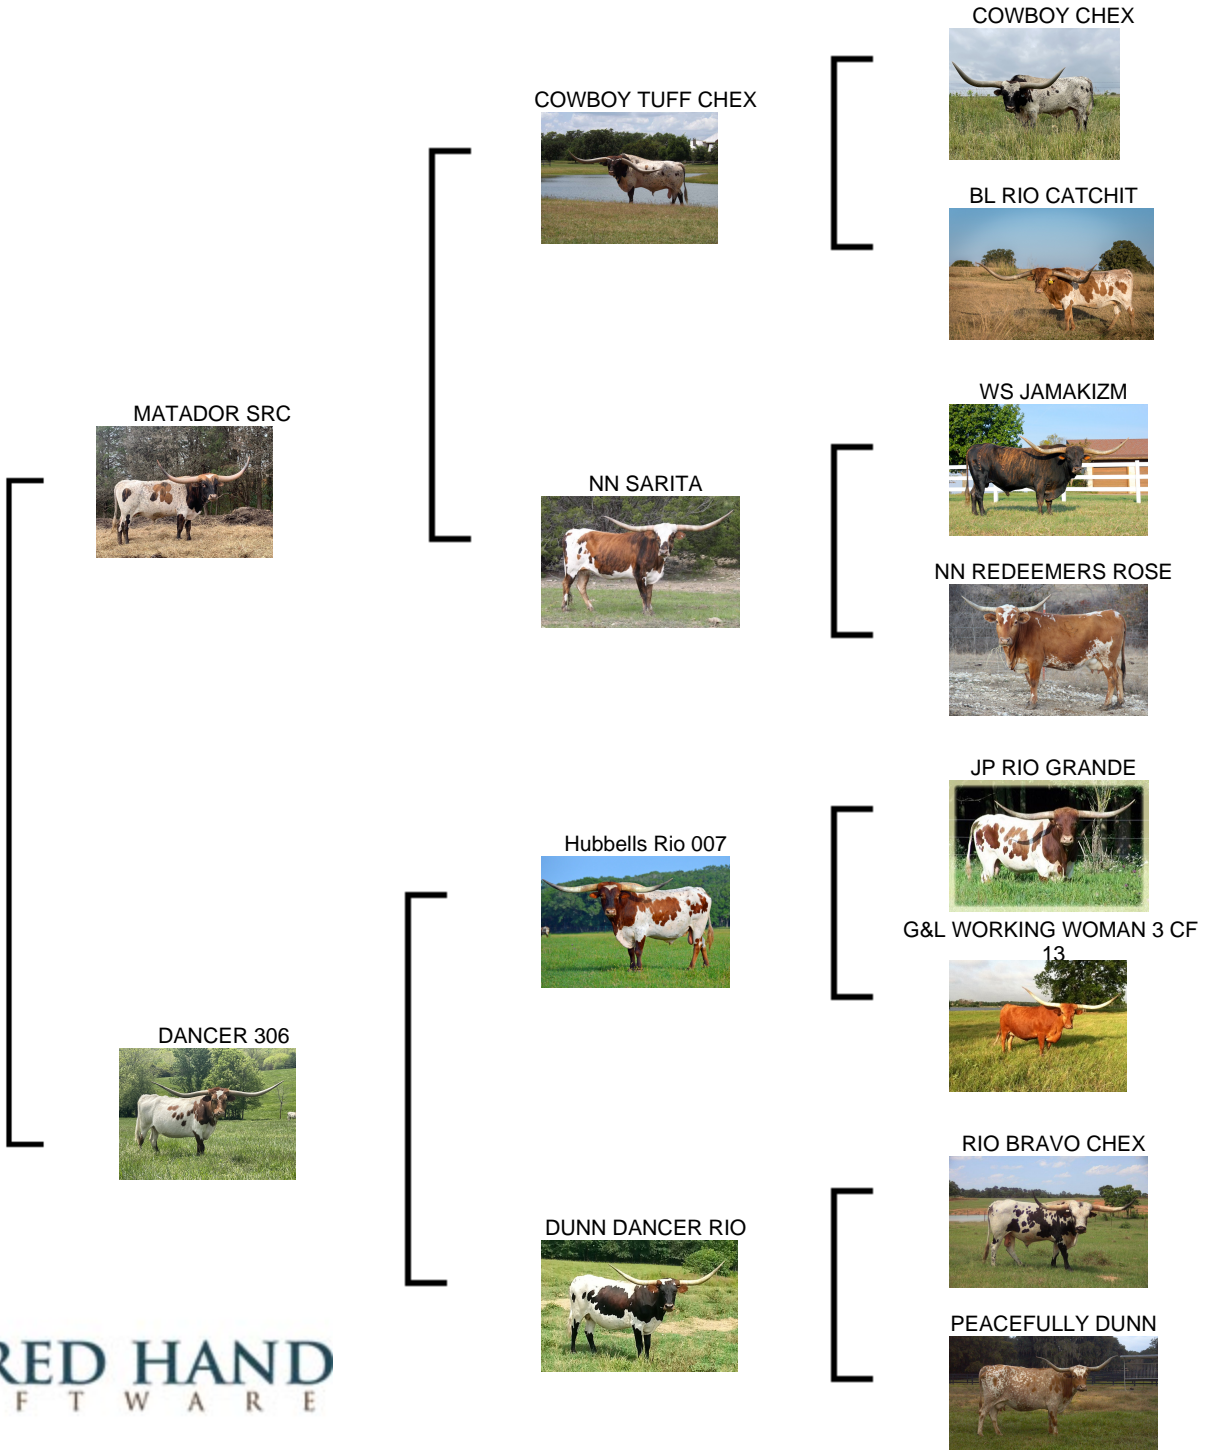 COWBOY CHEX
COWBOY TUFF CHEX
BL RIO CATCHIT
WS JAMAKIZM
MATADOR SRC
NN SARITA
NN REDEEMERS ROSE
JP RIO GRANDE
Hubbells Rio 007
G&L WORKING WOMAN 3 CF
13
DANCER 306
RIO BRAVO CHEX
DUNN DANCER RIO
PEACEFULLY DUNN
RED HAND
FTWARE